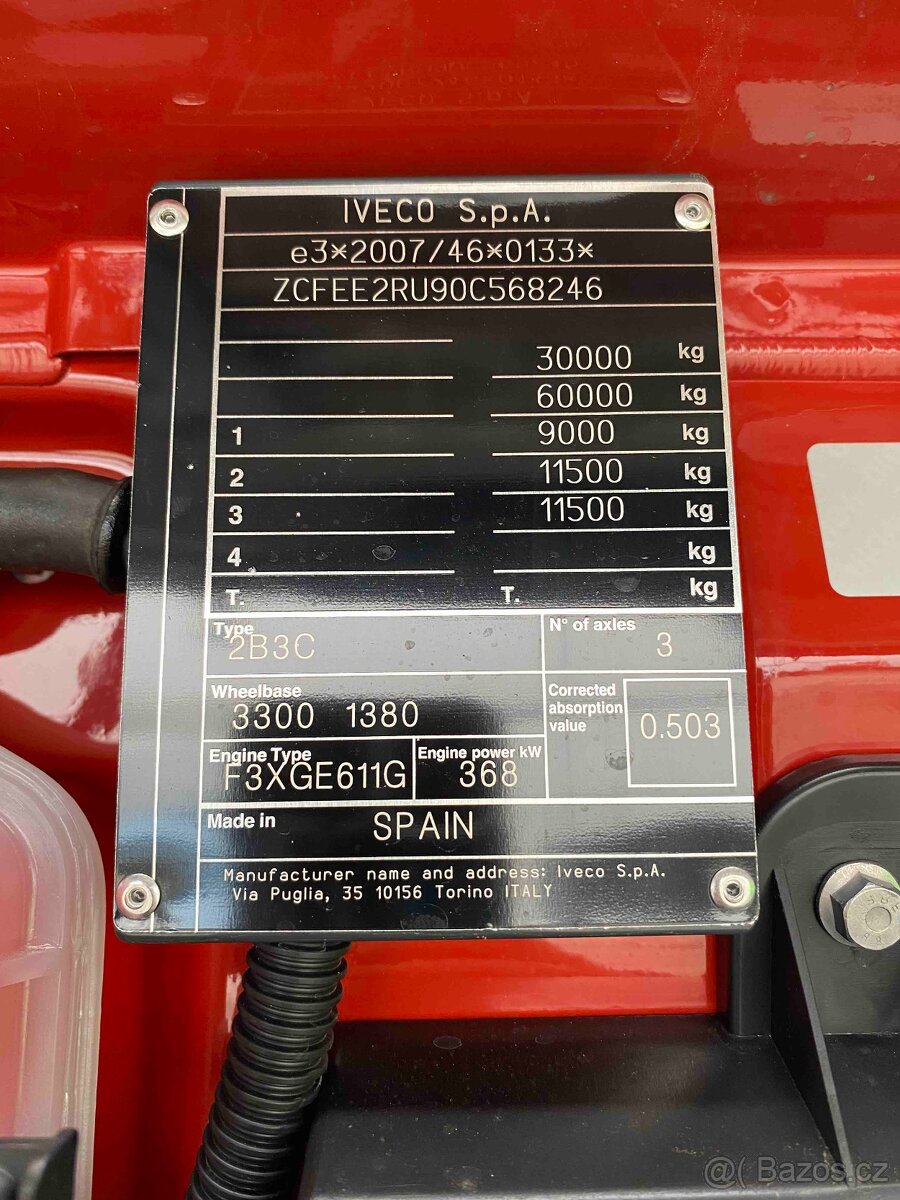 IVECO S.p.A.
e3*2007/46*0133*
ZCFEE2RU90C568246
30000 kg
60000 kg
1 9000 kg
2 11500 kg
3 11500 kg
4 kg
T. T. kg
Type
2B3C
N° of axles
3
Wheelbase
3300 1380
Corrected
absorption
value
0.503
Engine Type
F3XGE611G
Engine power kW
368
Made in SPAIN
Manufacturer name and address: Iveco S.p.A.
Via Puglia, 35 10156 Torino ITALY
@( Bazos.cz